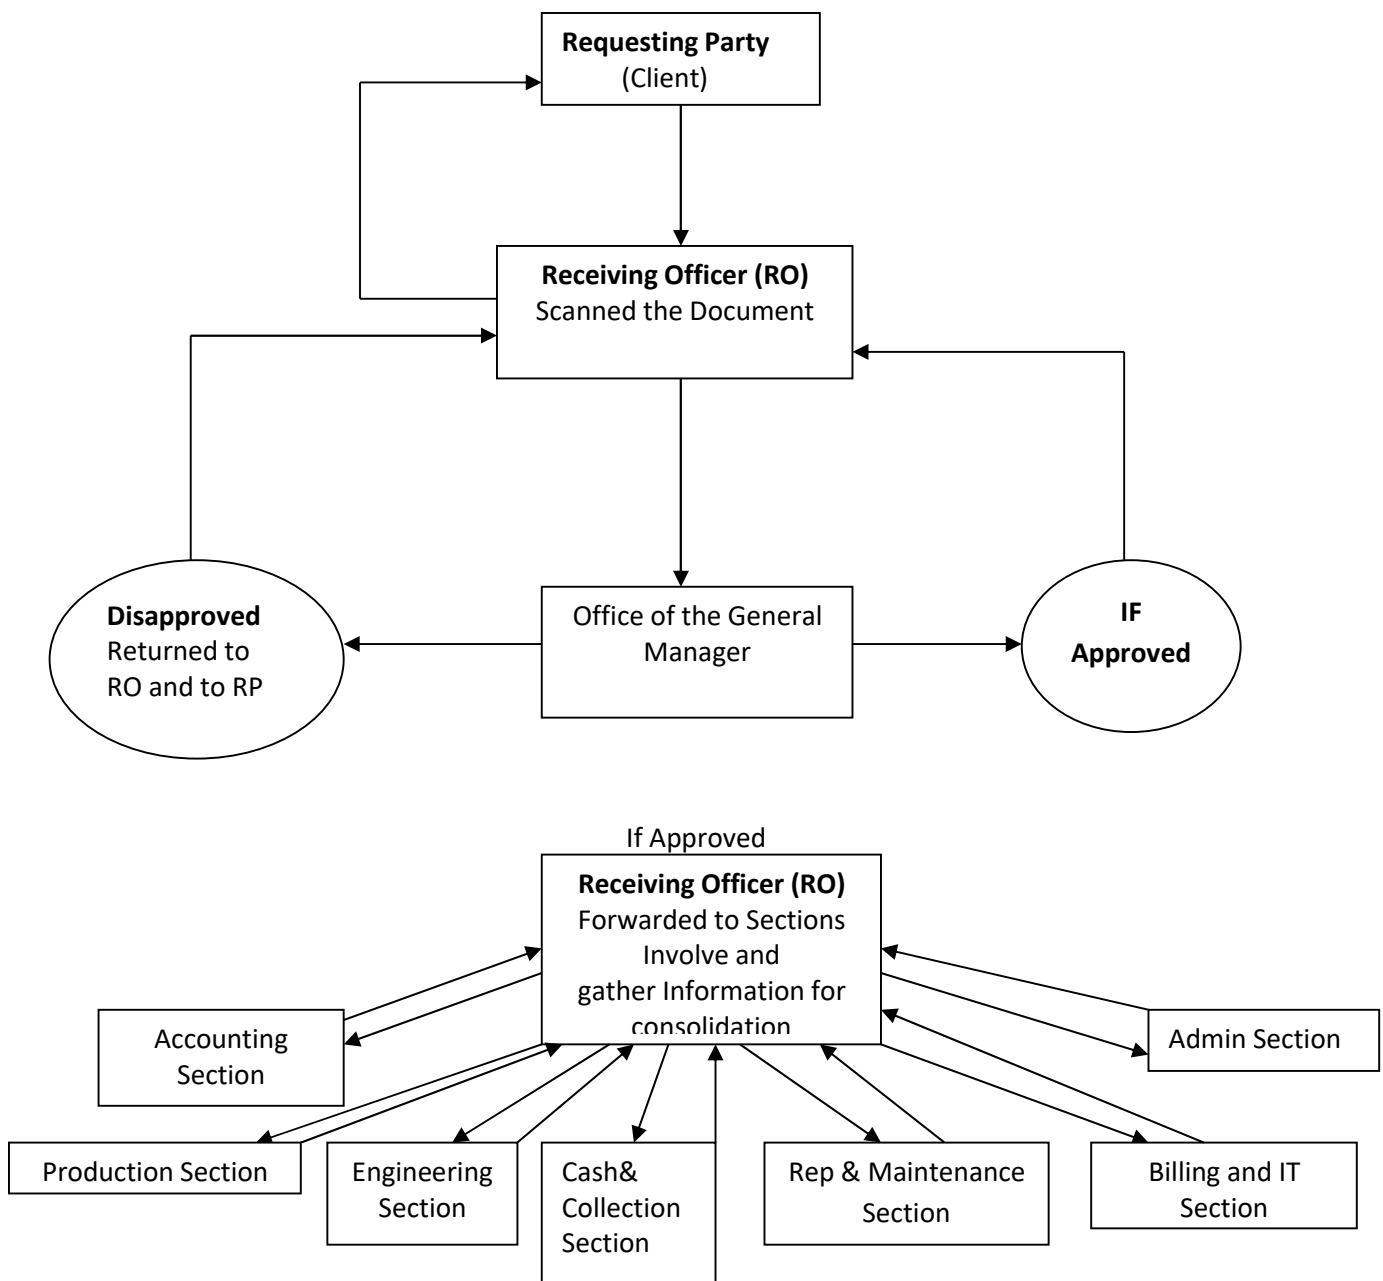 Requesting Party
(Client)
Receiving Officer (RO)
Scanned the Document
Disapproved
Returned to
RO and to RP
Office of the General
Manager
IF
Approved
If Approved
Receiving Officer (RO)
Forwarded to Sections
Involve and
gather Information for
consolidation
Accounting
Section
Admin Section
Production Section
Engineering
Section
Cash&
Collection
Section
Rep & Maintenance
Section
Billing and IT
Section